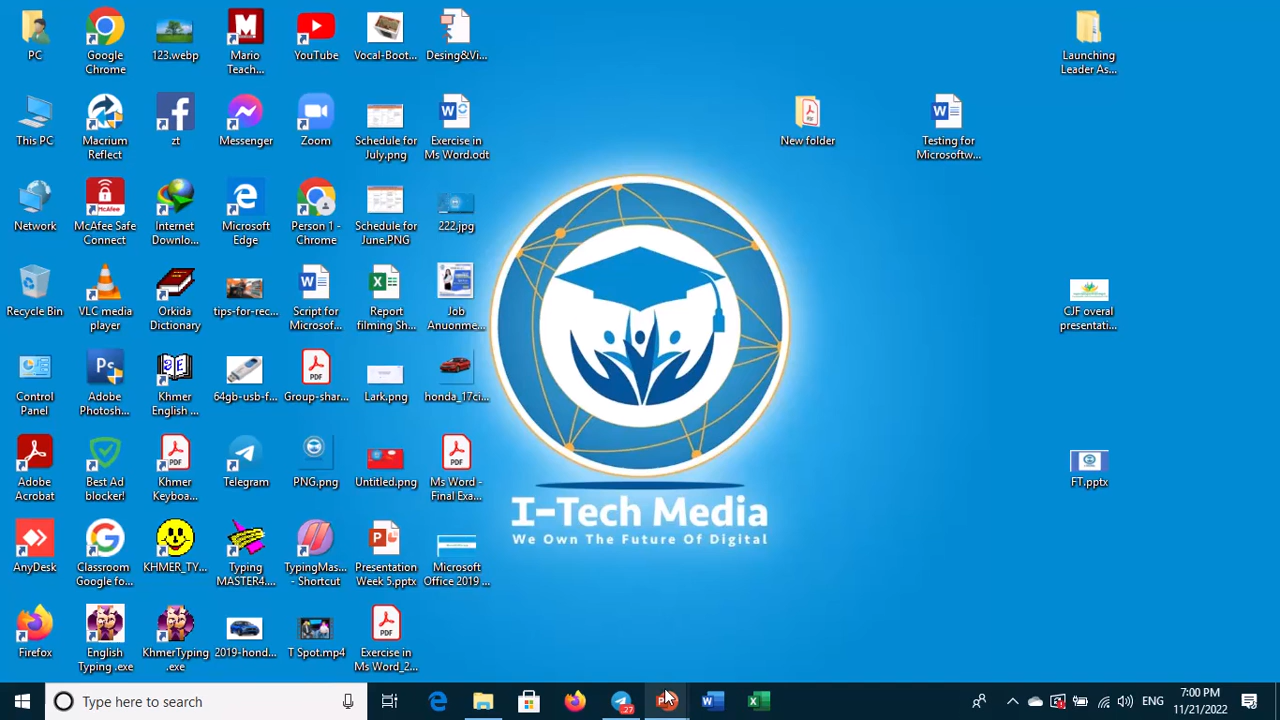 PC
Google
Chrome
123.webp
Mario
Teach...
YouTube
Vocal-Boot...
Desing&Vi...
Launching
Leader As...
This PC
Macrium
Reflect
zt
Messenger
Zoom
Schedule for
July.png
Exercise in
Ms Word.odt
New folder
Testing for
Microsoftw...
Network
McAfee Safe
Connect
Internet
Downlo...
Microsoft
Edge
Person 1 -
Chrome
Schedule for
June.PNG
222.jpg
Recycle Bin
VLC media
player
Orkida
Dictionary
tips-for-rec...
Script for
Microsof...
Report
filming Sh...
Job
Anuonme...
CJF overal
presentati...
Control
Panel
Adobe
Photosh...
Khmer
English ...
64gb-usb-f...
Group-shar...
Lark.png
honda_17ci...
Adobe
Acrobat
Best Ad
blocker!
Khmer
Keyboa...
Telegram
PNG.png
Untitled.png
Ms Word -
Final Exa...
FT.pptx
I-Tech Media
We Own The Future Of Digital
AnyDesk
Classroom
Google fo...
KHMER_TY...
Typing
MASTER4....
TypingMas...
- Shortcut
Presentation
Week 5.pptx
Microsoft
Office 2019 ...
Firefox
English
Typing .exe
KhmerTyping
.exe
2019-hond...
T Spot.mp4
Exercise in
Ms Word_2...
Type here to search
27
ENG
7:00 PM
11/21/2022